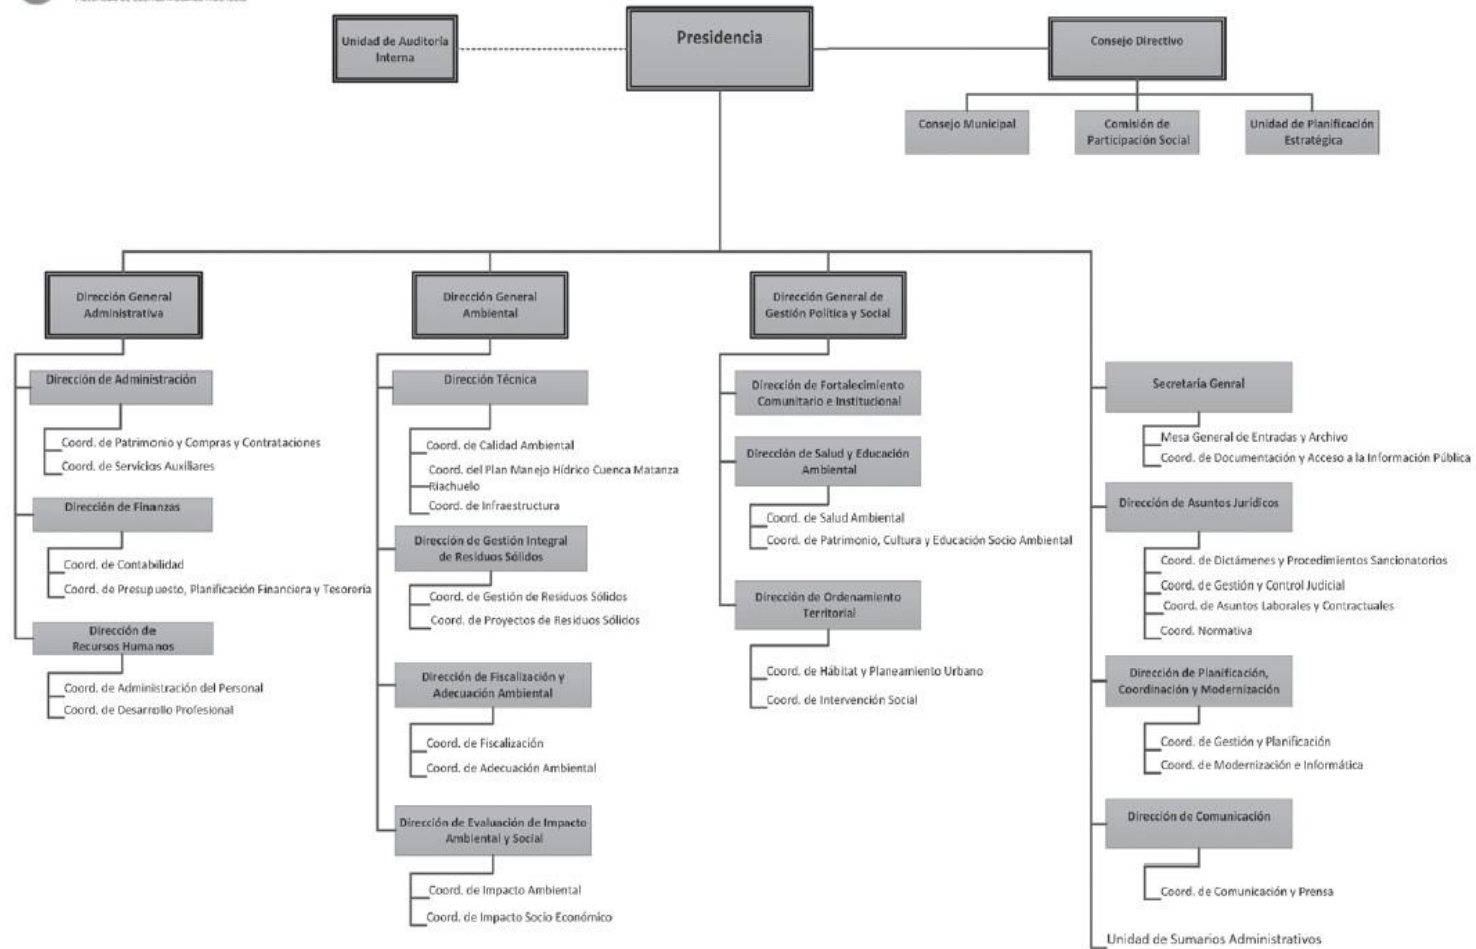 Unidad de Auditoría
Interna
Presidencia
Consejo Directivo
Consejo Municipal
Comisión de
Participación Social
Unidad de Planificación
Estratégica
Dirección General
Administrativa
Dirección de Administración
Coord. de Patrimonio y Compras y Contrataciones
Coord. de Servicios Auxiliares
Dirección de Finanzas
Coord. de Contabilidad
Coord. de Presupuesto, Planificación Financiera y Tesorería
Dirección de
Recursos Humanos
Coord. de Administración del Personal
Coord. de Desarrollo Profesional
Dirección General
Ambiental
Dirección Técnica
Coord. de Calidad Ambiental
Coord. del Plan Manejo Hídrico Cuenca Matanza
Riachuelo
Coord. de Infraestructura
Dirección de Gestión Integral
de Residuos Sólidos
Coord. de Gestión de Residuos Sólidos
Coord. de Proyectos de Residuos Sólidos
Dirección de Fiscalización y
Adecuación Ambiental
Coord. de Fiscalización
Coord. de Adecuación Ambiental
Dirección de Evaluación de Impacto
Ambiental y Social
Coord. de Impacto Ambiental
Coord. de Impacto Socio Económico
Dirección General de
Gestión Política y Social
Dirección de Fortalecimiento
Comunitario e Institucional
Dirección de Salud y Educación
Ambiental
Coord. de Salud Ambiental
Coord. de Patrimonio, Cultura y Educación Socio Ambiental
Dirección de Ordenamiento
Territorial
Coord. de Hábitat y Planeamiento Urbano
Coord. de Intervención Social
Secretaría Genral
Mesa General de Entradas y Archivo
Coord. de Documentación y Acceso a la Información Pública
Dirección de Asuntos Jurídicos
Coord. de Dictámenes y Procedimientos Sancionatorios
Coord. de Gestión y Control Judicial
Coord. de Asuntos Laborales y Contractuales
Coord. Normativa
Dirección de Planificación,
Coordinación y Modernización
Coord. de Gestión y Planificación
Coord. de Modernización e Informática
Dirección de Comunicación
Coord. de Comunicación y Prensa
Unidad de Sumarios Administrativos